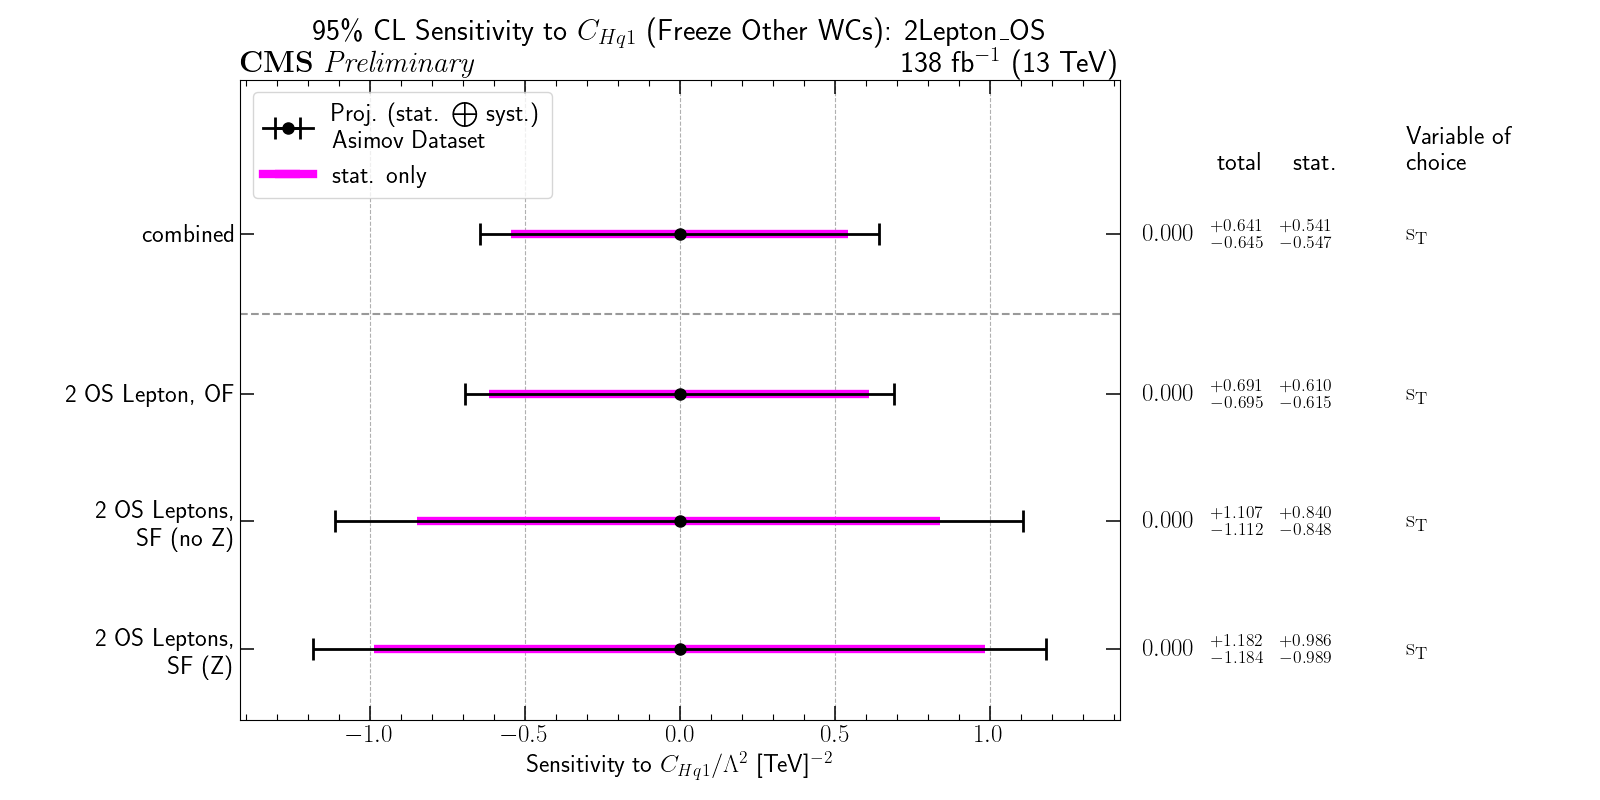 95% CL Sensitivity to C_{Hq1} (Freeze Other WCs): 2Lepton_OS
CMS Preliminary 138 fb⁻¹ (13 TeV)
Proj. (stat. ⨁ syst.)
Asimov Dataset
stat. only
Variable of
choice
total stat.
combined 0.000 +0.641 −0.645 +0.541 −0.547 s_T
2 OS Lepton, OF 0.000 +0.691 −0.695 +0.610 −0.615 s_T
2 OS Leptons,
SF (no Z) 0.000 +1.107 −1.112 +0.840 −0.848 s_T
2 OS Leptons,
SF (Z) 0.000 +1.182 −1.184 +0.986 −0.989 s_T
−1.0 −0.5 0.0 0.5 1.0
Sensitivity to C_{Hq1}/Λ² [TeV]⁻²